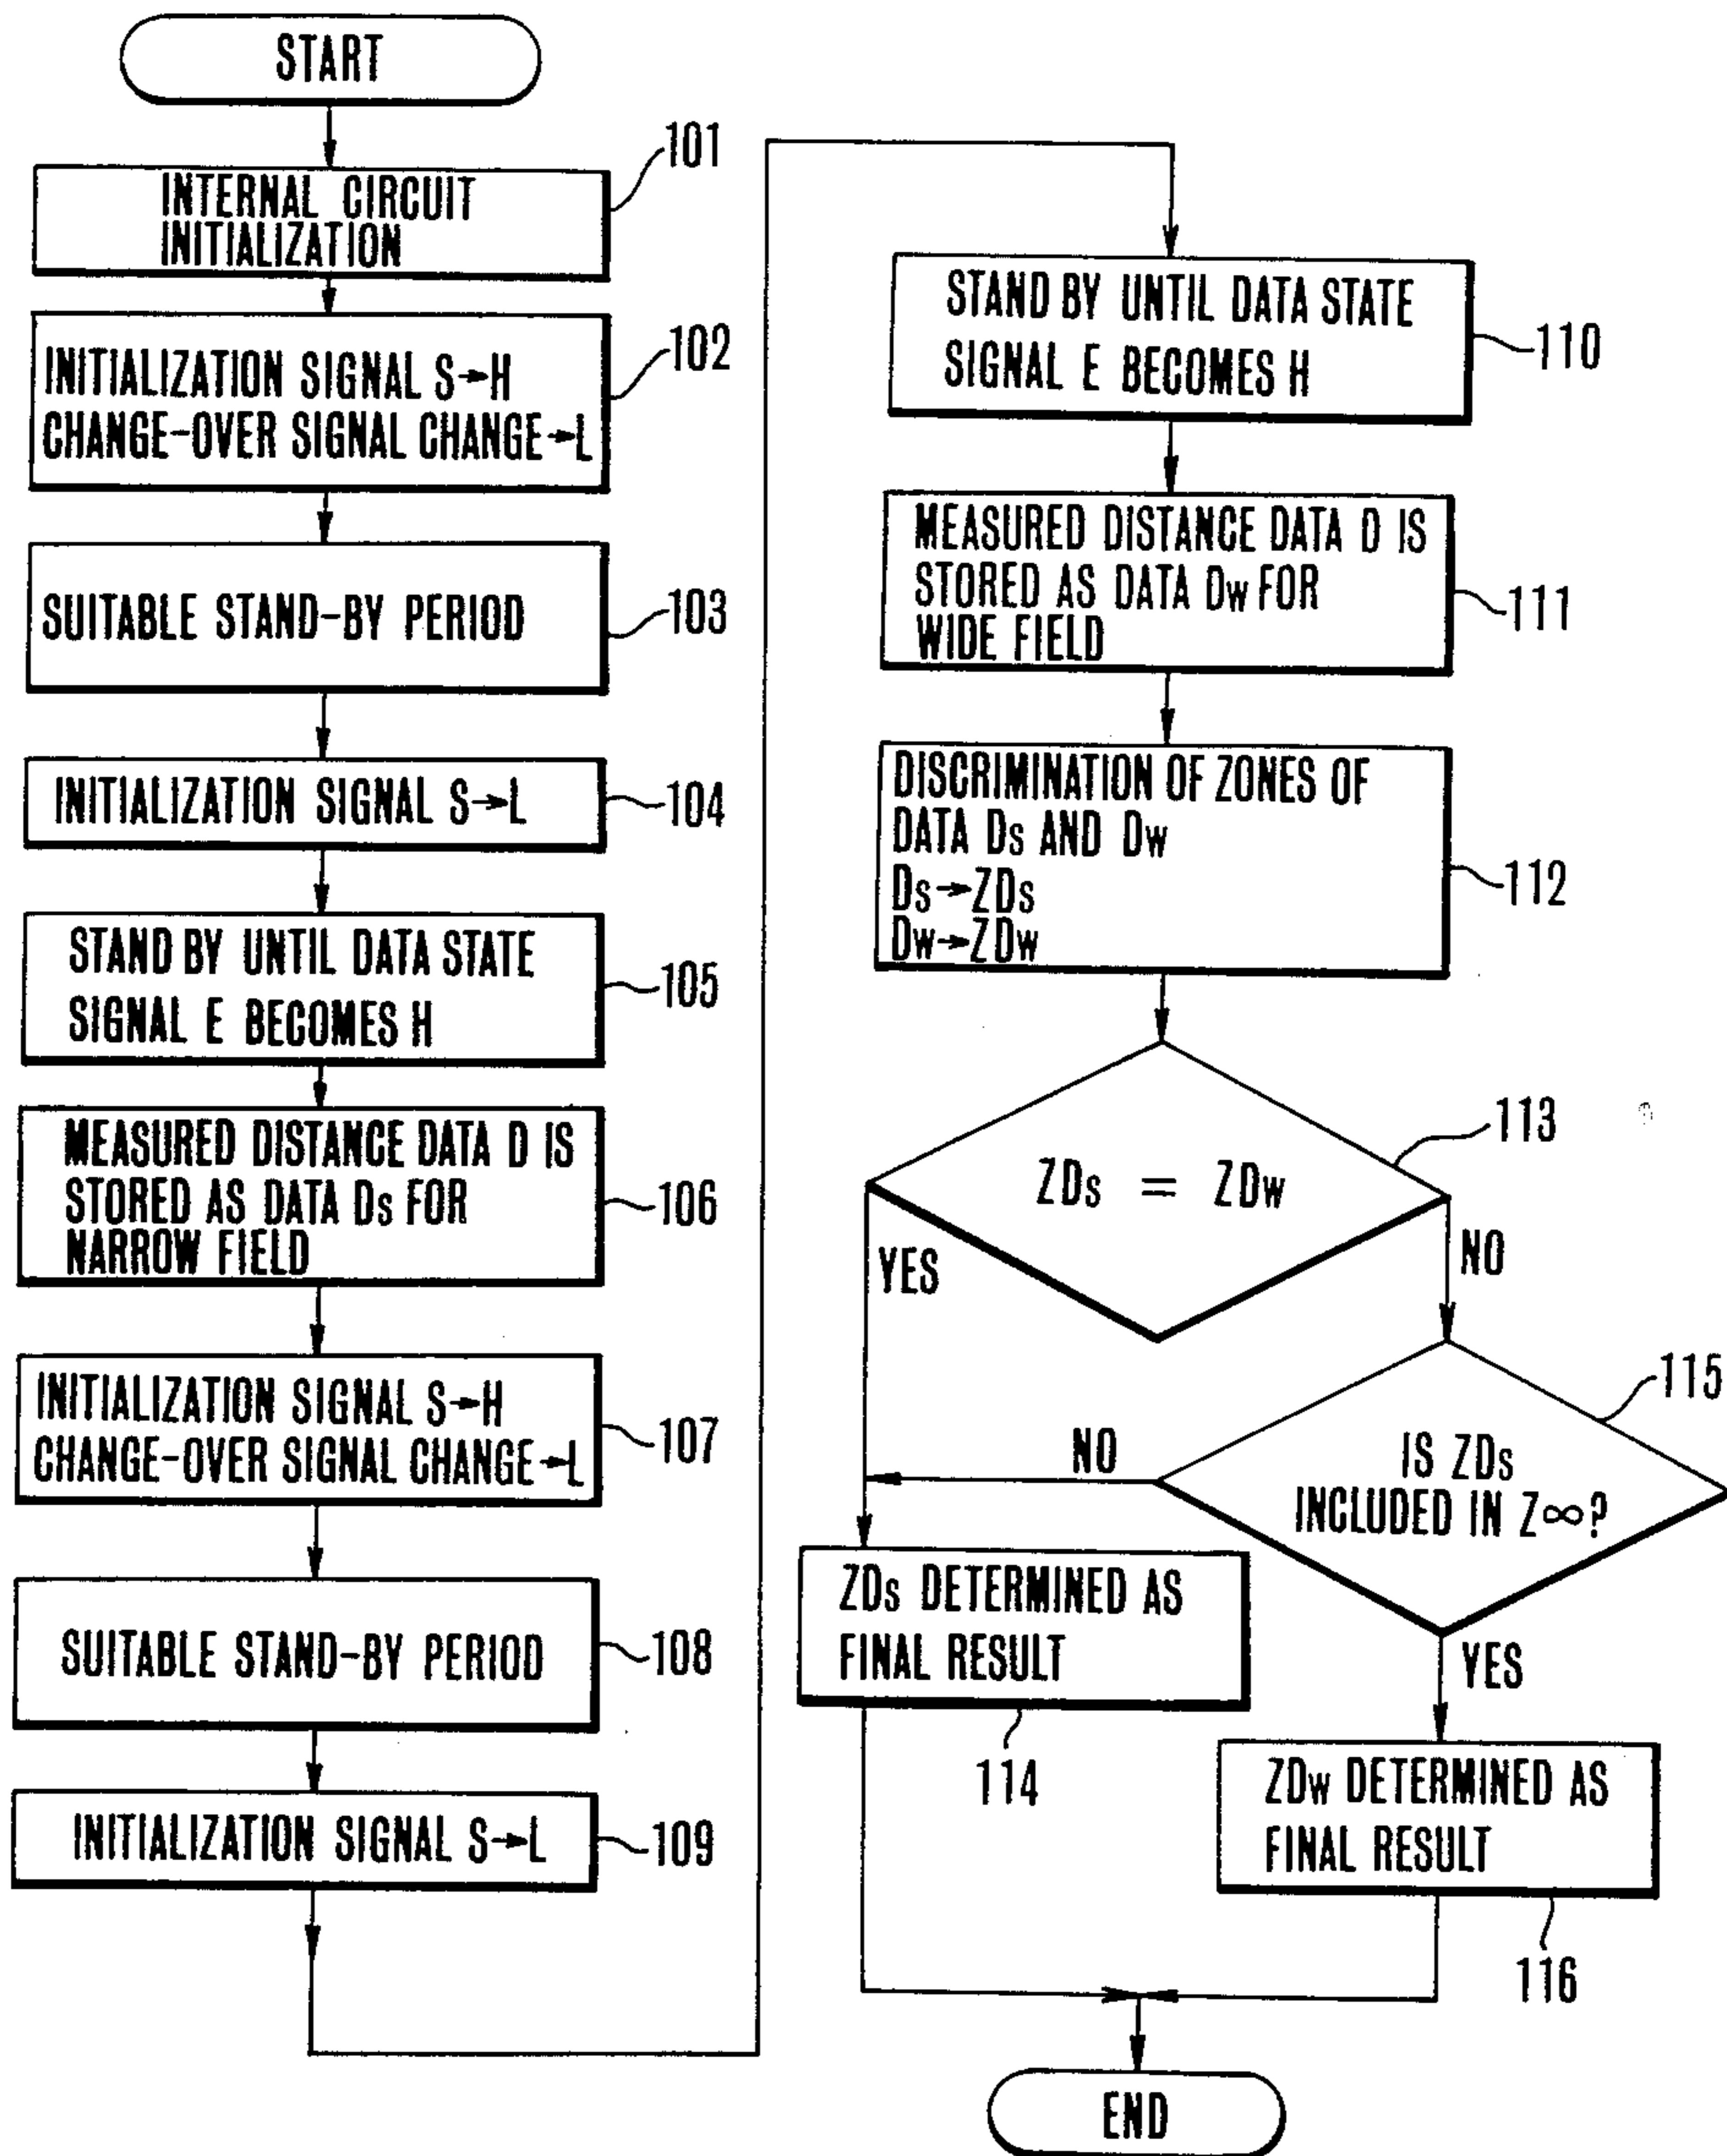 START
101
INTERNAL CIRCUIT
INITIALIZATION
102
INITIALIZATION SIGNAL S→H
CHANGE-OVER SIGNAL CHANGE→L
103
SUITABLE STAND-BY PERIOD
104
INITIALIZATION SIGNAL S→L
105
STAND BY UNTIL DATA STATE
SIGNAL E BECOMES H
106
MEASURED DISTANCE DATA D IS
STORED AS DATA Ds FOR
NARROW FIELD
107
INITIALIZATION SIGNAL S→H
CHANGE-OVER SIGNAL CHANGE→L
108
SUITABLE STAND-BY PERIOD
109
INITIALIZATION SIGNAL S→L
110
STAND BY UNTIL DATA STATE
SIGNAL E BECOMES H
111
MEASURED DISTANCE DATA D IS
STORED AS DATA Dw FOR
WIDE FIELD
112
DISCRIMINATION OF ZONES OF
DATA Ds AND Dw
Ds→ZDs
Dw→ZDw
113
ZDs = ZDw
YES
NO
115
IS ZDs
INCLUDED IN Z∞?
NO
YES
ZDs DETERMINED AS
FINAL RESULT
114
ZDw DETERMINED AS
FINAL RESULT
116
END